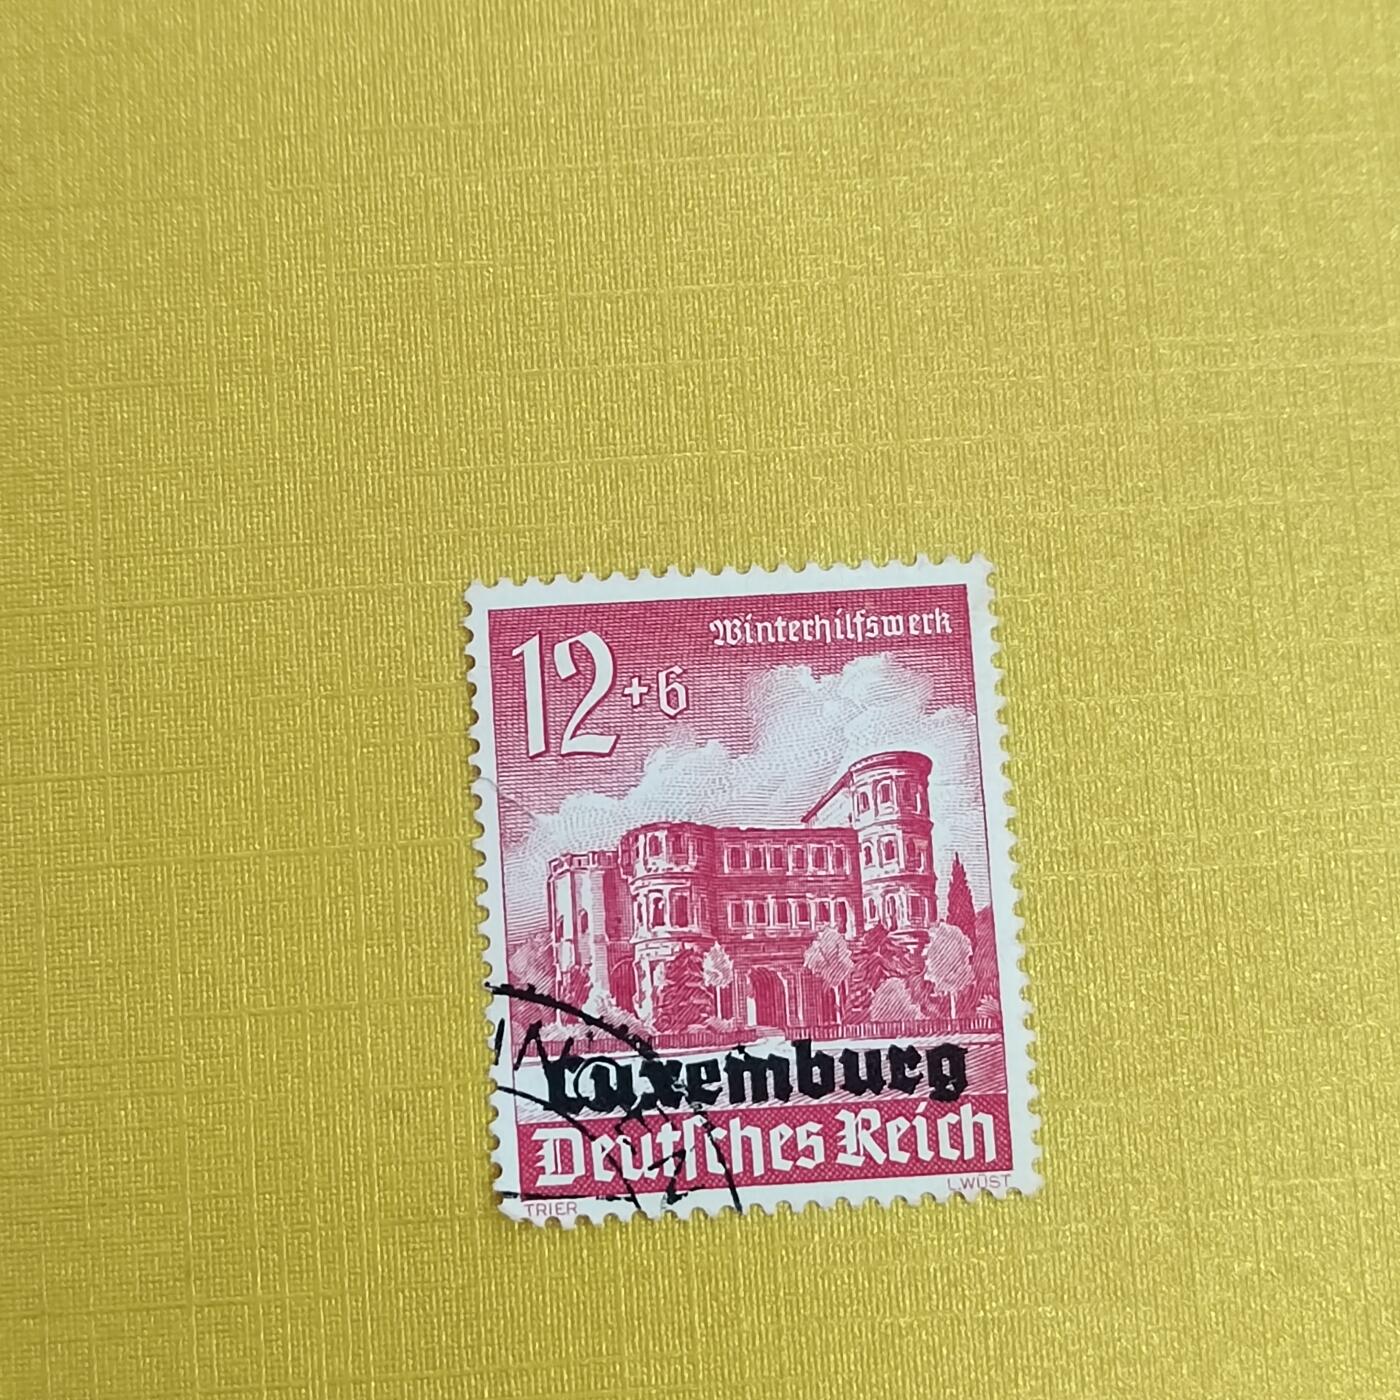 Winterhilfswerk
12+6
Luxemburg
Deutsches Reich
TRIER
L.WÜST